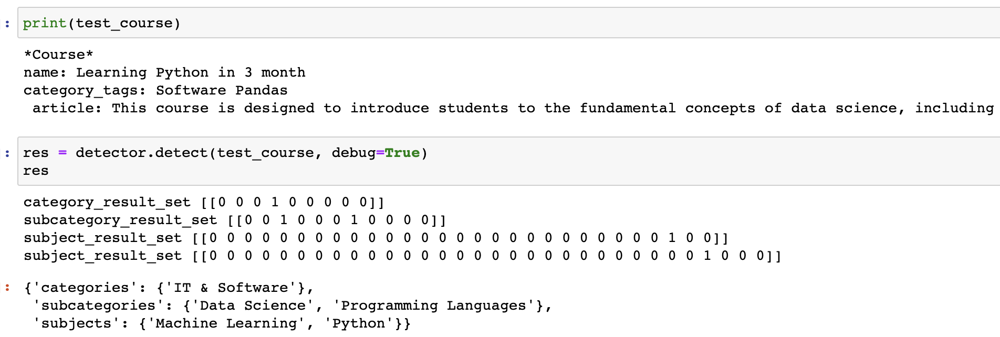 : print(test_course)
*Course*
name: Learning Python in 3 month
category_tags: Software Pandas
 article: This course is designed to introduce students to the fundamental concepts of data science, including
: res = detector.detect(test_course, debug=True)
res
category_result_set [[0 0 0 1 0 0 0 0 0]]
subcategory_result_set [[0 0 1 0 0 0 1 0 0 0 0]]
subject_result_set [[0 0 0 0 0 0 0 0 0 0 0 0 0 0 0 0 0 0 0 0 0 0 0 0 0 0 1 0 0]]
subject_result_set [[0 0 0 0 0 0 0 0 0 0 0 0 0 0 0 0 0 0 0 0 0 0 0 0 0 0 0 0 1 0 0 0]]
: {'categories': {'IT & Software'},
 'subcategories': {'Data Science', 'Programming Languages'},
 'subjects': {'Machine Learning', 'Python'}}